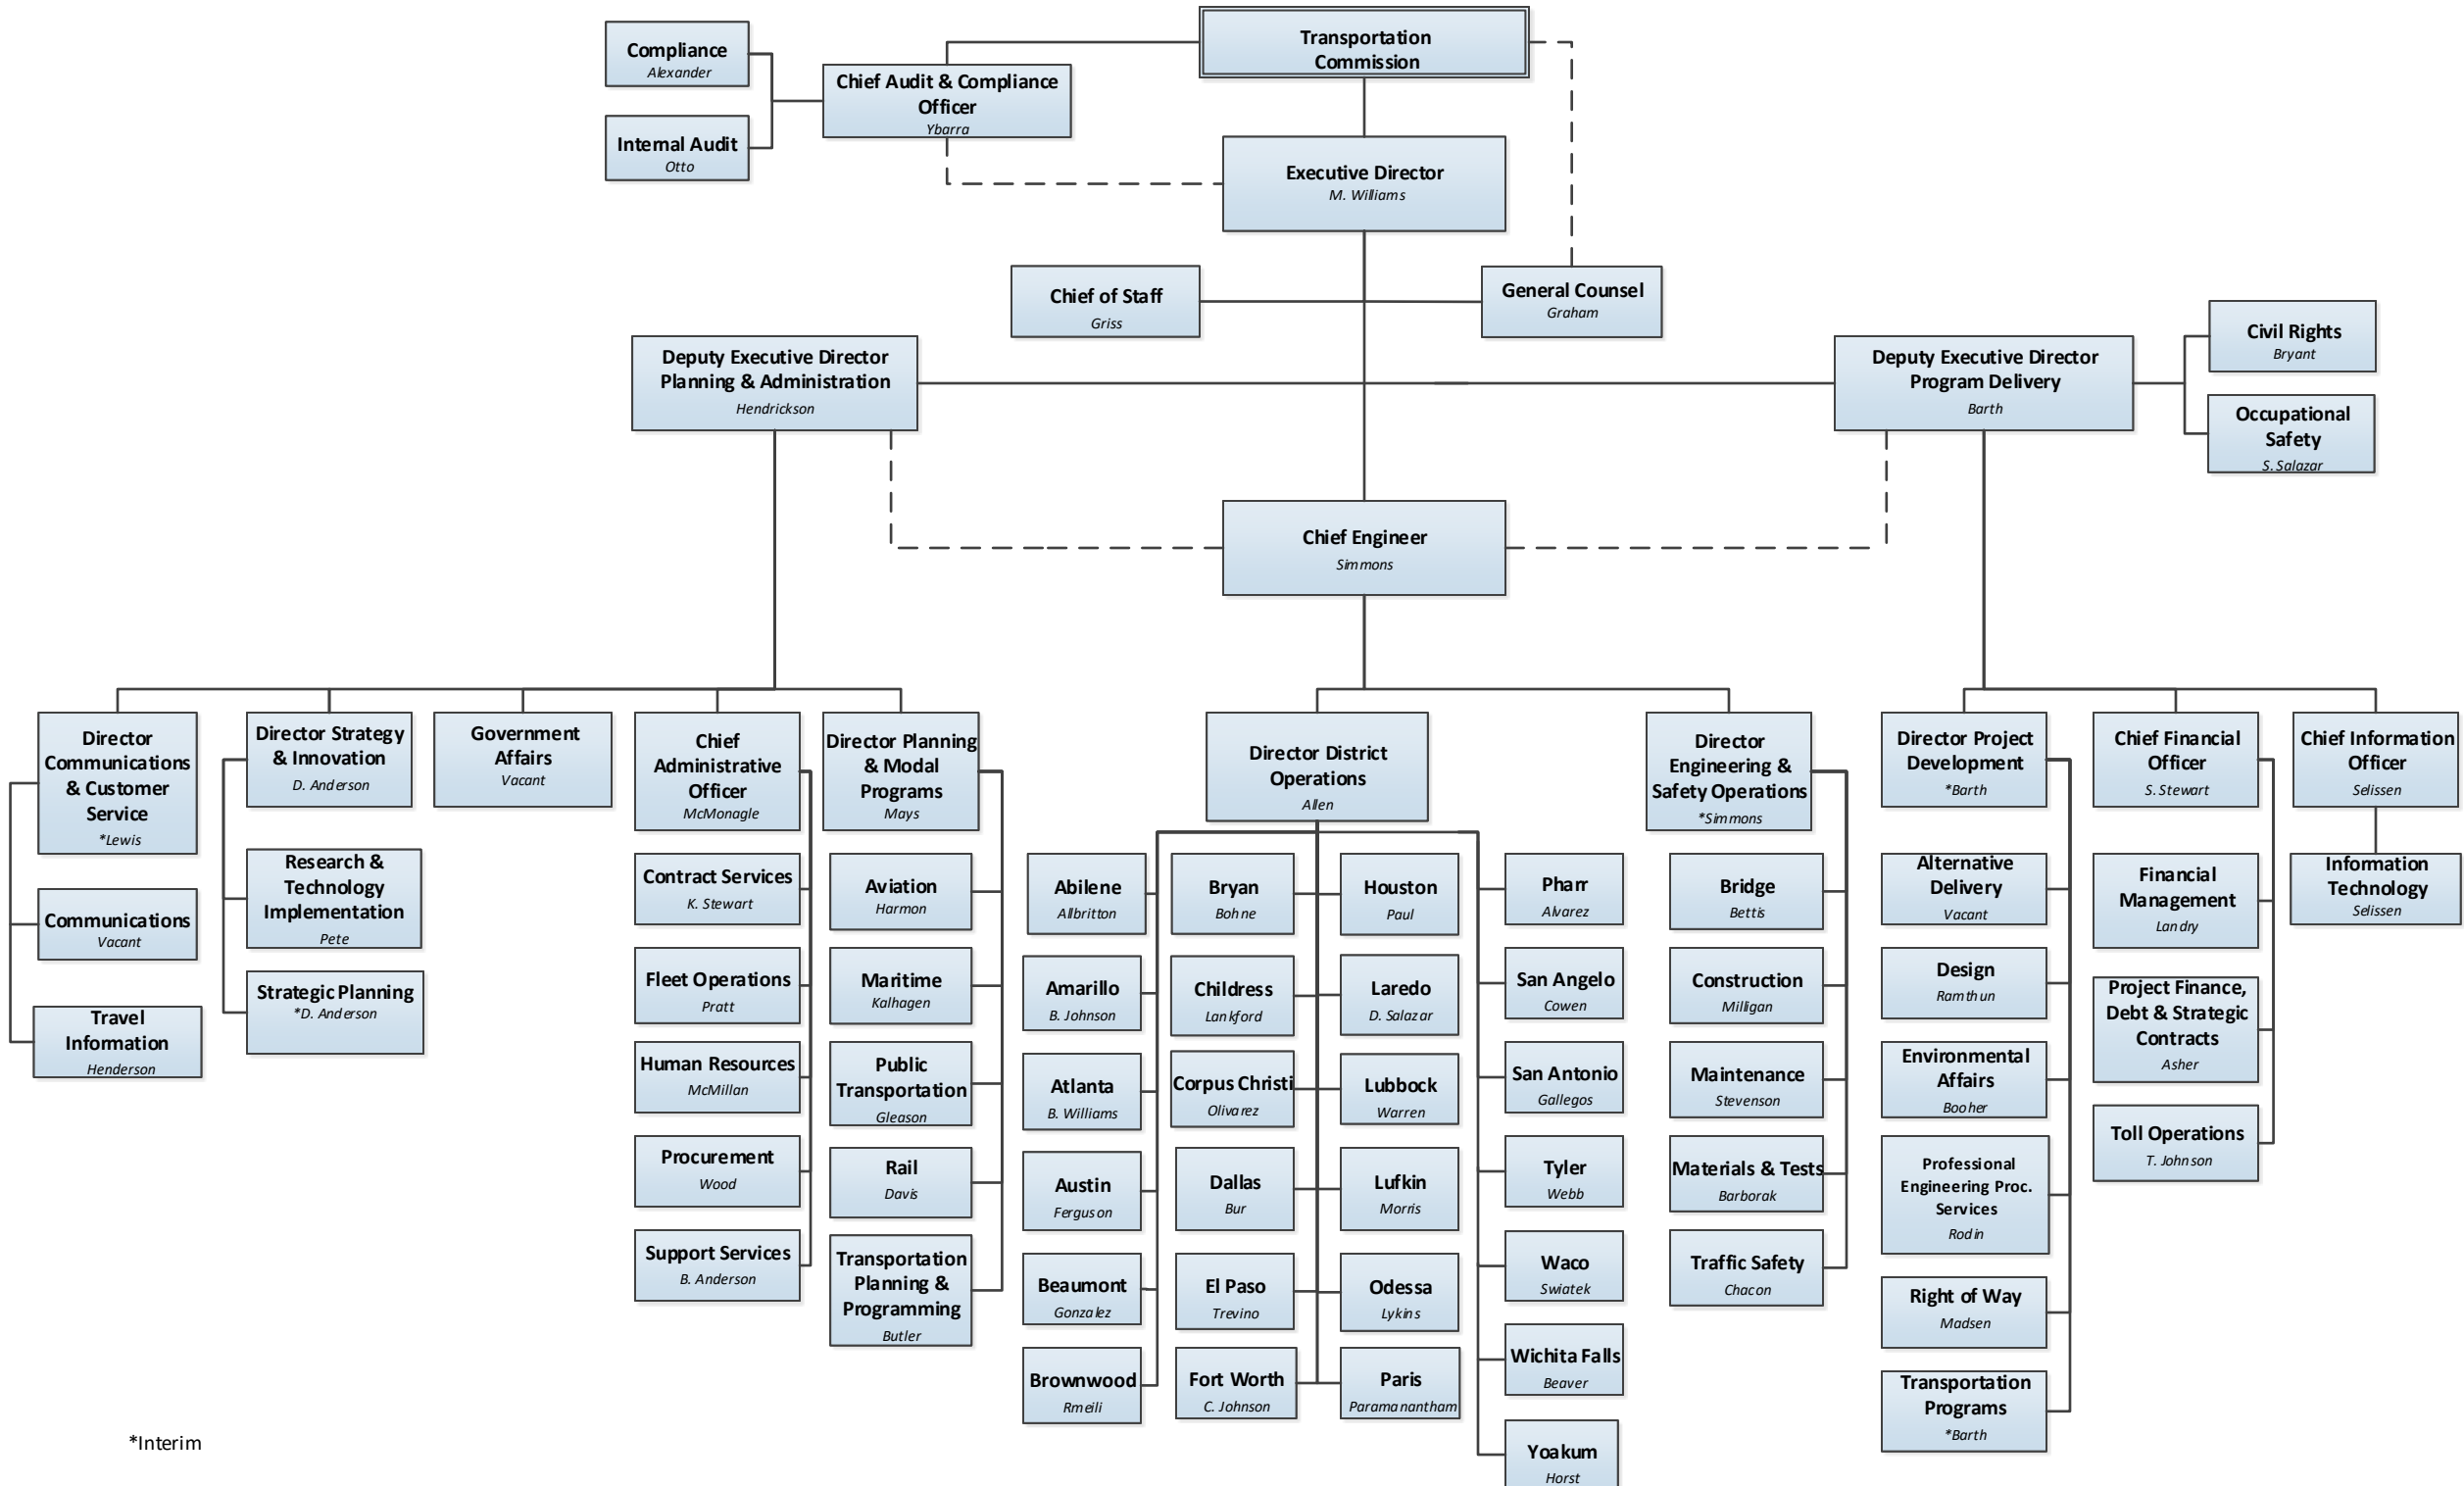 Transportation
Commission
Compliance
Alexander
Chief Audit & Compliance
Officer
Ybarra
Internal Audit
Otto
Executive Director
M. Williams
Chief of Staff
Griss
General Counsel
Graham
Deputy Executive Director
Planning & Administration
Hendrickson
Deputy Executive Director
Program Delivery
Barth
Civil Rights
Bryant
Occupational
Safety
S. Salazar
Chief Engineer
Simmons
Director
Communications
& Customer
Service
*Lewis
Communications
Vacant
Travel
Information
Henderson
Director Strategy
& Innovation
D. Anderson
Research &
Technology
Implementation
Pete
Strategic Planning
*D. Anderson
Government
Affairs
Vacant
Chief
Administrative
Officer
McMonagle
Contract Services
K. Stewart
Fleet Operations
Pratt
Human Resources
McMillan
Procurement
Wood
Support Services
B. Anderson
Director Planning
& Modal
Programs
Mays
Aviation
Harmon
Maritime
Kalhagen
Public
Transportation
Gleason
Rail
Davis
Transportation
Planning &
Programming
Butler
Director District
Operations
Allen
Abilene
Allbritton
Amarillo
B. Johnson
Atlanta
B. Williams
Austin
Ferguson
Beaumont
Gonzalez
Brownwood
Rmeili
Bryan
Bohne
Childress
Lankford
Corpus Christi
Olivarez
Dallas
Bur
El Paso
Trevino
Fort Worth
C. Johnson
Houston
Paul
Laredo
D. Salazar
Lubbock
Warren
Lufkin
Morris
Odessa
Lykins
Paris
Paramanantham
Pharr
Alvarez
San Angelo
Cowen
San Antonio
Gallegos
Tyler
Webb
Waco
Swiatek
Wichita Falls
Beaver
Yoakum
Horst
Director
Engineering &
Safety Operations
*Simmons
Bridge
Bettis
Construction
Milligan
Maintenance
Stevenson
Materials & Tests
Barborak
Traffic Safety
Chacon
Director Project
Development
*Barth
Alternative
Delivery
Vacant
Design
Ramthun
Environmental
Affairs
Booher
Professional
Engineering Proc.
Services
Rodin
Right of Way
Madsen
Transportation
Programs
*Barth
Chief Financial
Officer
S. Stewart
Financial
Management
Landry
Project Finance,
Debt & Strategic
Contracts
Asher
Toll Operations
T. Johnson
Chief Information
Officer
Selissen
Information
Technology
Selissen
*Interim